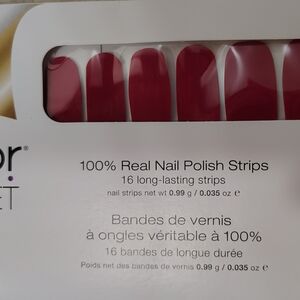 100% Real Nail Polish Strips
16 long-lasting strips
nail strips net wt 0.99 g / 0.035 oz e
Bandes de vernis
à ongles véritable à 100%
16 bandes de longue durée
Poids net des bandes de vernis 0.99 g / 0.035 oz e